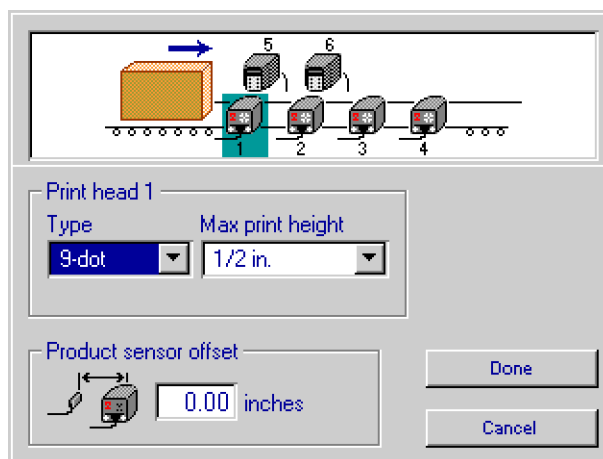 5 6
1 2 3 4
Print head 1
Type Max print height
9-dot 1/2 in.
Product sensor offset
0.00 inches
Done
Cancel